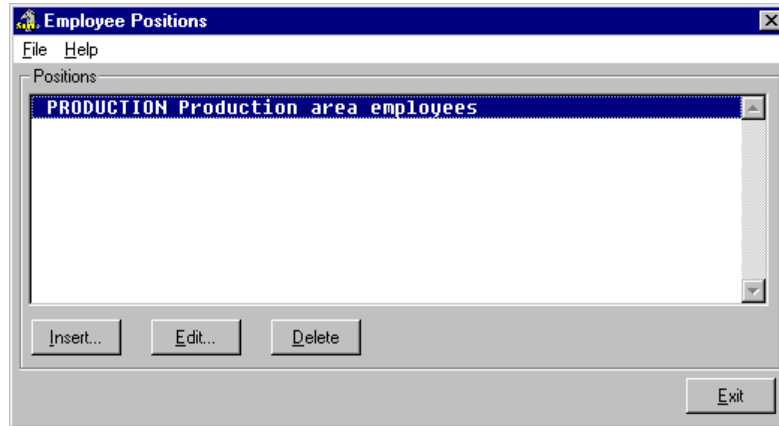 Employee Positions
File Help
Positions
PRODUCTION Production area employees
Insert... Edit... Delete
Exit